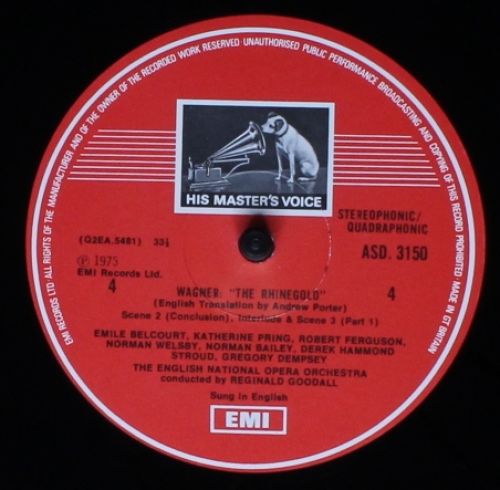 EMI RECORDS LTD · ALL RIGHTS OF THE MANUFACTURER AND OF THE OWNER OF THE RECORDED WORK RESERVED · UNAUTHORISED PUBLIC PERFORMANCE BROADCASTING AND COPYING OF THIS RECORD PROHIBITED · MADE IN GT BRITAIN
HIS MASTER'S VOICE
STEREOPHONIC/
QUADRAPHONIC
(Q2EA.5481) 33⅓
ASD. 3150
℗ 1975
EMI Records Ltd.
4
4
WAGNER: "THE RHINEGOLD"
(English Translation by Andrew Porter)
Scene 2 (Conclusion). Interlude & Scene 3 (Part 1)
EMILE BELCOURT, KATHERINE PRING, ROBERT FERGUSON,
NORMAN WELSBY, NORMAN BAILEY, DEREK HAMMOND
STROUD, GREGORY DEMPSEY
THE ENGLISH NATIONAL OPERA ORCHESTRA
conducted by REGINALD GOODALL
Sung in English
EMI